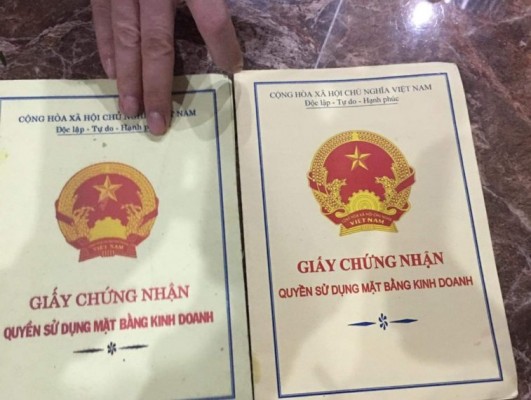 CỘNG HÒA XÃ HỘI CHỦ NGHĨA VIỆT NAM
Độc lập - Tự do - Hạnh phúc
VIỆT NAM
GIẤY CHỨNG NHẬN
QUYỀN SỬ DỤNG MẶT BẰNG KINH DOANH
CỘNG HÒA XÃ HỘI CHỦ NGHĨA VIỆT NAM
Độc lập - Tự do - Hạnh phúc
VIỆT NAM
GIẤY CHỨNG NHẬN
QUYỀN SỬ DỤNG MẶT BẰNG KINH DOANH